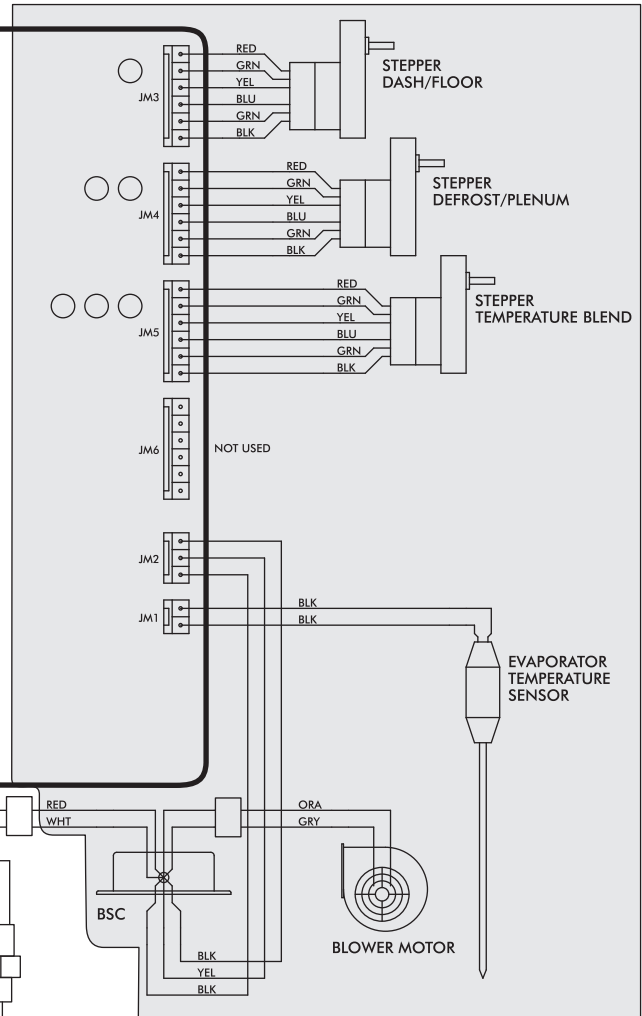 RED
GRN
YEL
BLU
GRN
BLK
JM3
STEPPER
DASH/FLOOR
RED
GRN
YEL
BLU
GRN
BLK
JM4
STEPPER
DEFROST/PLENUM
RED
GRN
YEL
BLU
GRN
BLK
JM5
STEPPER
TEMPERATURE BLEND
JM6
NOT USED
JM2
JM1
BLK
BLK
EVAPORATOR
TEMPERATURE
SENSOR
RED
WHT
ORA
GRY
BSC
BLOWER MOTOR
BLK
YEL
BLK